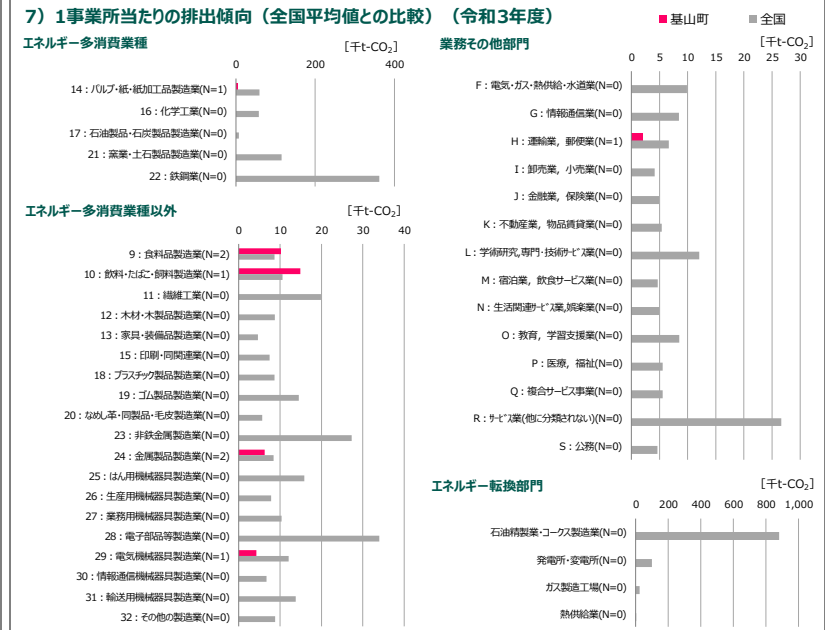 7）1事業所当たりの排出傾向（全国平均値との比較）（令和3年度）
基山町 全国
エネルギー多消費業種
[千t-CO₂]
0 200 400
14：パルプ・紙・紙加工品製造業(N=1)
16：化学工業(N=0)
17：石油製品・石炭製品製造業(N=0)
21：窯業・土石製品製造業(N=0)
22：鉄鋼業(N=0)
エネルギー多消費業種以外
[千t-CO₂]
0 10 20 30 40
9：食料品製造業(N=2)
10：飲料・たばこ・飼料製造業(N=1)
11：繊維工業(N=0)
12：木材・木製品製造業(N=0)
13：家具・装備品製造業(N=0)
15：印刷・同関連業(N=0)
18：プラスチック製品製造業(N=0)
19：ゴム製品製造業(N=0)
20：なめし革・同製品・毛皮製造業(N=0)
23：非鉄金属製造業(N=0)
24：金属製品製造業(N=2)
25：はん用機械器具製造業(N=0)
26：生産用機械器具製造業(N=0)
27：業務用機械器具製造業(N=0)
28：電子部品等製造業(N=0)
29：電気機械器具製造業(N=1)
30：情報通信機械器具製造業(N=0)
31：輸送用機械器具製造業(N=0)
32：その他の製造業(N=0)
業務その他部門
[千t-CO₂]
0 5 10 15 20 25 30
F：電気・ガス・熱供給・水道業(N=0)
G：情報通信業(N=0)
H：運輸業，郵便業(N=1)
I：卸売業，小売業(N=0)
J：金融業，保険業(N=0)
K：不動産業，物品賃貸業(N=0)
L：学術研究,専門・技術ｻｰﾋﾞｽ業(N=0)
M：宿泊業，飲食サービス業(N=0)
N：生活関連ｻｰﾋﾞｽ業,娯楽業(N=0)
O：教育，学習支援業(N=0)
P：医療，福祉(N=0)
Q：複合サービス事業(N=0)
R：ｻｰﾋﾞｽ業(他に分類されない)(N=0)
S：公務(N=0)
エネルギー転換部門
[千t-CO₂]
0 200 400 600 800 1,000
石油精製業・コークス製造業(N=0)
発電所・変電所(N=0)
ガス製造工場(N=0)
熱供給業(N=0)